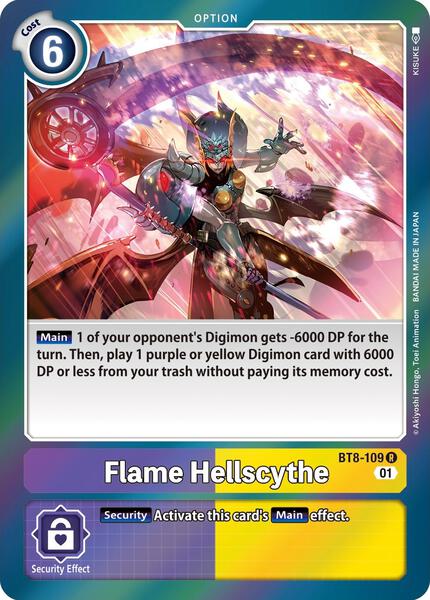 OPTION
Cost
6
KISUKE
©Akiyoshi Hongo, Toei Animation BANDAI MADE IN JAPAN
Main 1 of your opponent's Digimon gets -6000 DP for the
turn. Then, play 1 purple or yellow Digimon card with 6000
DP or less from your trash without paying its memory cost.
BT8-109 R
Flame Hellscythe
01
Security Activate this card's Main effect.
Security Effect